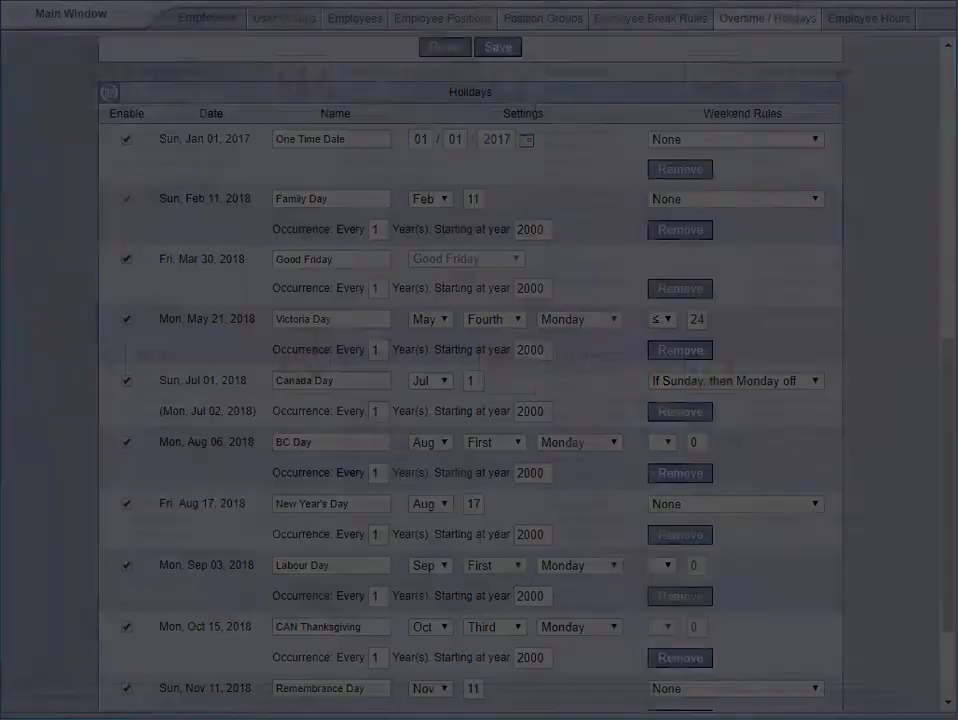 Main Window Employees User Groups Employees Employee Positions Position Groups Employee Break Rules Overtime / Holidays Employee Hours
Save
Holidays
Enable Date Name Settings Weekend Rules
Sun, Jan 01, 2017 One Time Date 01 / 01 / 2017 None
Remove
Sun, Feb 11, 2018 Family Day Feb 11 None
Occurrence: Every 1 Year(s). Starting at year 2000 Remove
Fri, Mar 30, 2018 Good Friday Good Friday
Occurrence: Every 1 Year(s). Starting at year 2000 Remove
Mon, May 21, 2018 Victoria Day May Fourth Monday ≤ 24
Occurrence: Every 1 Year(s). Starting at year 2000 Remove
Sun, Jul 01, 2018 Canada Day Jul 1 If Sunday, then Monday off
(Mon, Jul 02, 2018) Occurrence: Every 1 Year(s). Starting at year 2000 Remove
Mon, Aug 06, 2018 BC Day Aug First Monday 0
Occurrence: Every 1 Year(s). Starting at year 2000 Remove
Fri, Aug 17, 2018 New Year's Day Aug 17 None
Occurrence: Every 1 Year(s). Starting at year 2000 Remove
Mon, Sep 03, 2018 Labour Day Sep First Monday 0
Occurrence: Every 1 Year(s). Starting at year 2000 Remove
Mon, Oct 15, 2018 CAN Thanksgiving Oct Third Monday 0
Occurrence: Every 1 Year(s). Starting at year 2000 Remove
Sun, Nov 11, 2018 Remembrance Day Nov 11 None